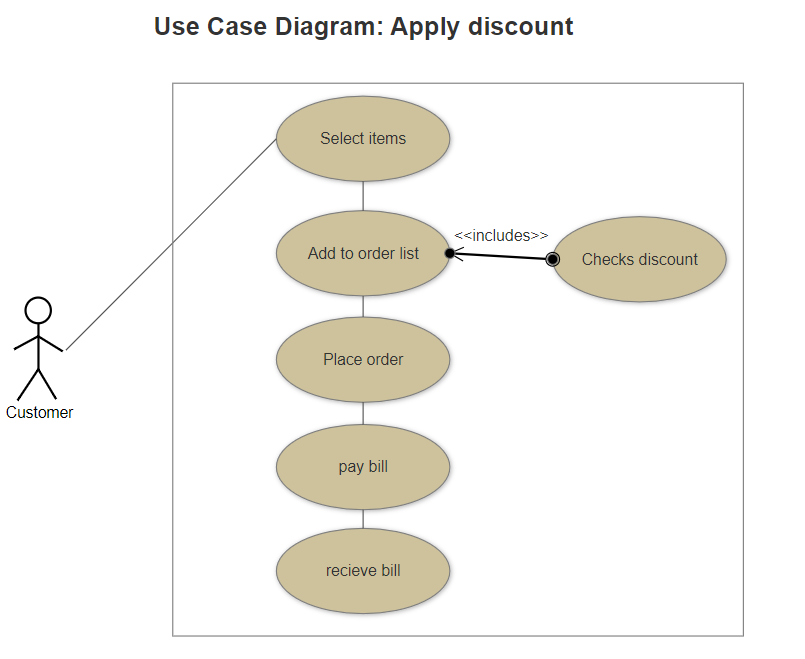 Use Case Diagram: Apply discount
Select items
<<includes>>
Add to order list
Checks discount
Place order
Customer
pay bill
recieve bill